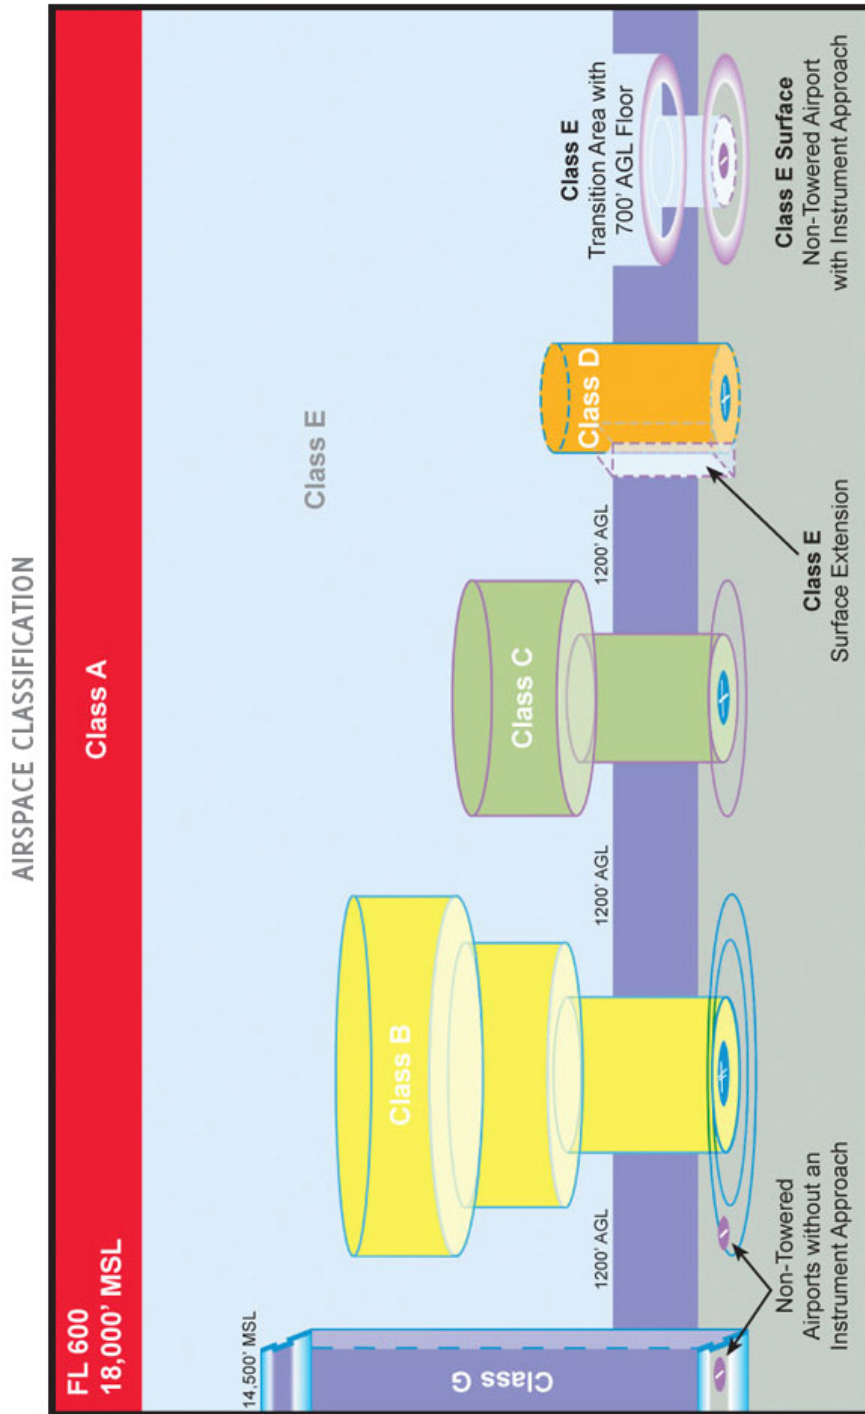 AIRSPACE CLASSIFICATION
FL 600
18,000' MSL
Class A
14,500' MSL
Class G
Class B
Class E
Class C
Class D
1200' AGL
1200' AGL
1200' AGL
Class E
Transition Area with
700' AGL Floor
Non-Towered
Airports without an
Instrument Approach
Class E
Surface Extension
Class E Surface
Non-Towered Airport
with Instrument Approach